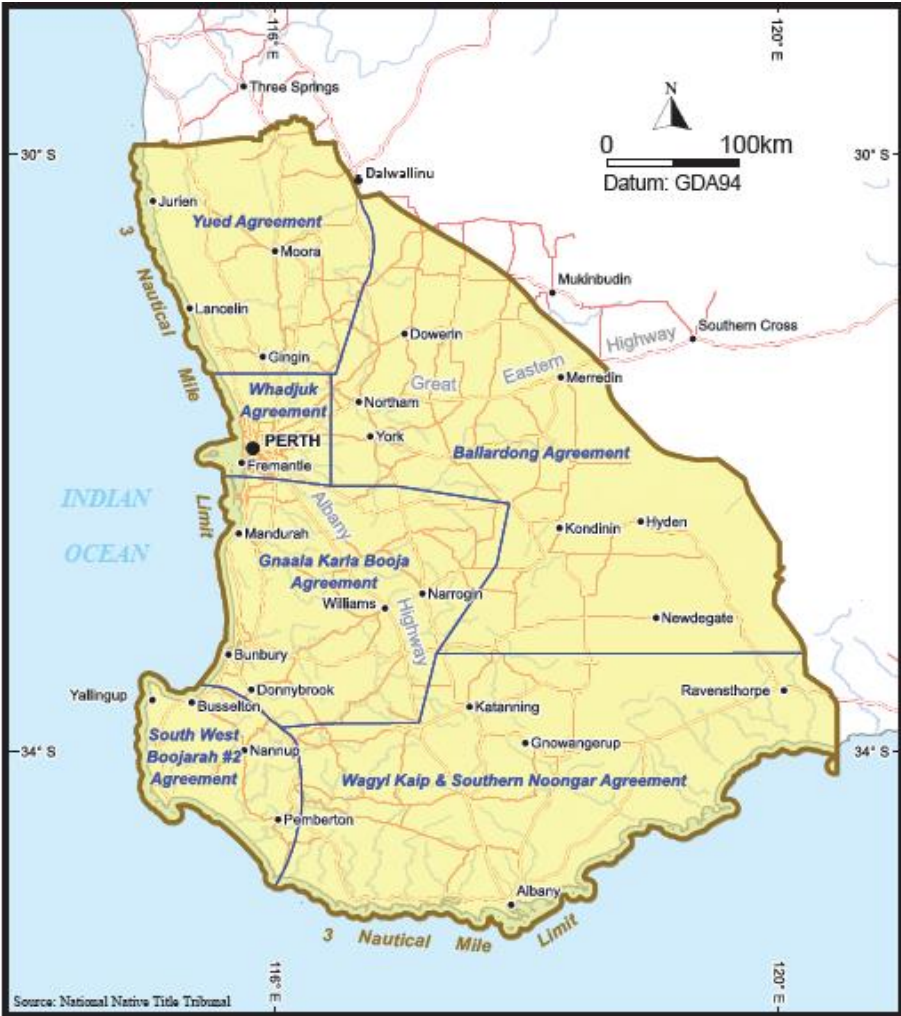 116° E
120° E
Three Springs
N
0 100km
Datum: GDA94
30° S
30° S
Dalwallinu
Jurien
Yued Agreement
Moora
3 Nautical Mile Limit
Mukinbudin
Lancelin
Southern Cross
Dowerin
Highway
Gingin
Great Eastern
Merredin
Whadjuk
Agreement
Northam
PERTH
York
Ballardong Agreement
Fremantle
INDIAN
OCEAN
Albany
Hyden
Kondinin
Mandurah
Gnaala Karla Booja
Agreement
Narrogin
Williams
Highway
Newdegate
Bunbury
Yallingup
Donnybrook
Ravensthorpe
Busselton
Katanning
South West
Boojarah #2
Agreement
Nannup
Gnowangerup
34° S
34° S
Wagyl Kaip & Southern Noongar Agreement
Pemberton
Albany
3 Nautical Mile Limit
116° E
120° E
Source: National Native Title Tribunal